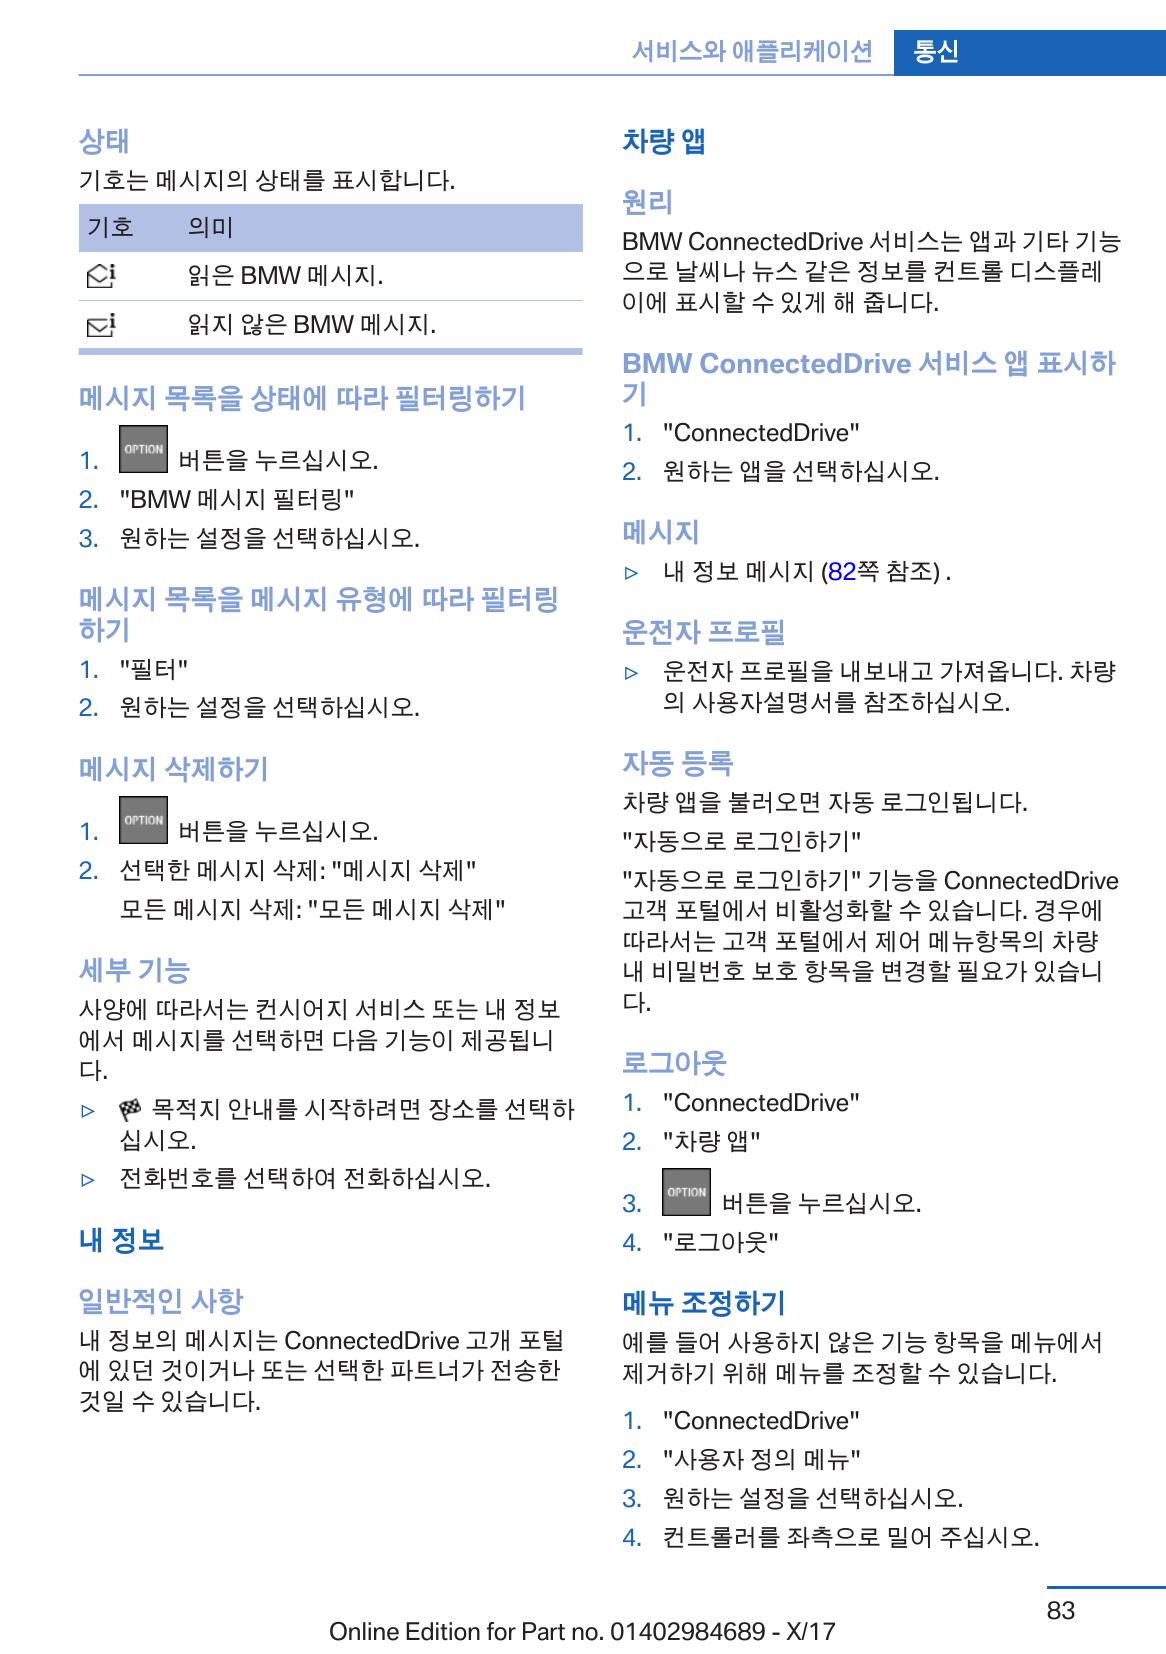 서비스와 애플리케이션 통신
상태
기호는 메시지의 상태를 표시합니다.
기호 의미
읽은 BMW 메시지.
읽지 않은 BMW 메시지.
메시지 목록을 상태에 따라 필터링하기
1. OPTION 버튼을 누르십시오.
2. "BMW 메시지 필터링"
3. 원하는 설정을 선택하십시오.
메시지 목록을 메시지 유형에 따라 필터링
하기
1. "필터"
2. 원하는 설정을 선택하십시오.
메시지 삭제하기
1. OPTION 버튼을 누르십시오.
2. 선택한 메시지 삭제: "메시지 삭제"
모든 메시지 삭제: "모든 메시지 삭제"
세부 기능
사양에 따라서는 컨시어지 서비스 또는 내 정보
에서 메시지를 선택하면 다음 기능이 제공됩니
다.
▷ 목적지 안내를 시작하려면 장소를 선택하
십시오.
▷ 전화번호를 선택하여 전화하십시오.
내 정보
일반적인 사항
내 정보의 메시지는 ConnectedDrive 고개 포털
에 있던 것이거나 또는 선택한 파트너가 전송한
것일 수 있습니다.
차량 앱
원리
BMW ConnectedDrive 서비스는 앱과 기타 기능
으로 날씨나 뉴스 같은 정보를 컨트롤 디스플레
이에 표시할 수 있게 해 줍니다.
BMW ConnectedDrive 서비스 앱 표시하
기
1. "ConnectedDrive"
2. 원하는 앱을 선택하십시오.
메시지
▷ 내 정보 메시지 (82쪽 참조) .
운전자 프로필
▷ 운전자 프로필을 내보내고 가져옵니다. 차량
의 사용자설명서를 참조하십시오.
자동 등록
차량 앱을 불러오면 자동 로그인됩니다.
"자동으로 로그인하기"
"자동으로 로그인하기" 기능을 ConnectedDrive
고객 포털에서 비활성화할 수 있습니다. 경우에
따라서는 고객 포털에서 제어 메뉴항목의 차량
내 비밀번호 보호 항목을 변경할 필요가 있습니
다.
로그아웃
1. "ConnectedDrive"
2. "차량 앱"
3. OPTION 버튼을 누르십시오.
4. "로그아웃"
메뉴 조정하기
예를 들어 사용하지 않은 기능 항목을 메뉴에서
제거하기 위해 메뉴를 조정할 수 있습니다.
1. "ConnectedDrive"
2. "사용자 정의 메뉴"
3. 원하는 설정을 선택하십시오.
4. 컨트롤러를 좌측으로 밀어 주십시오.
83
Online Edition for Part no. 01402984689 - X/17